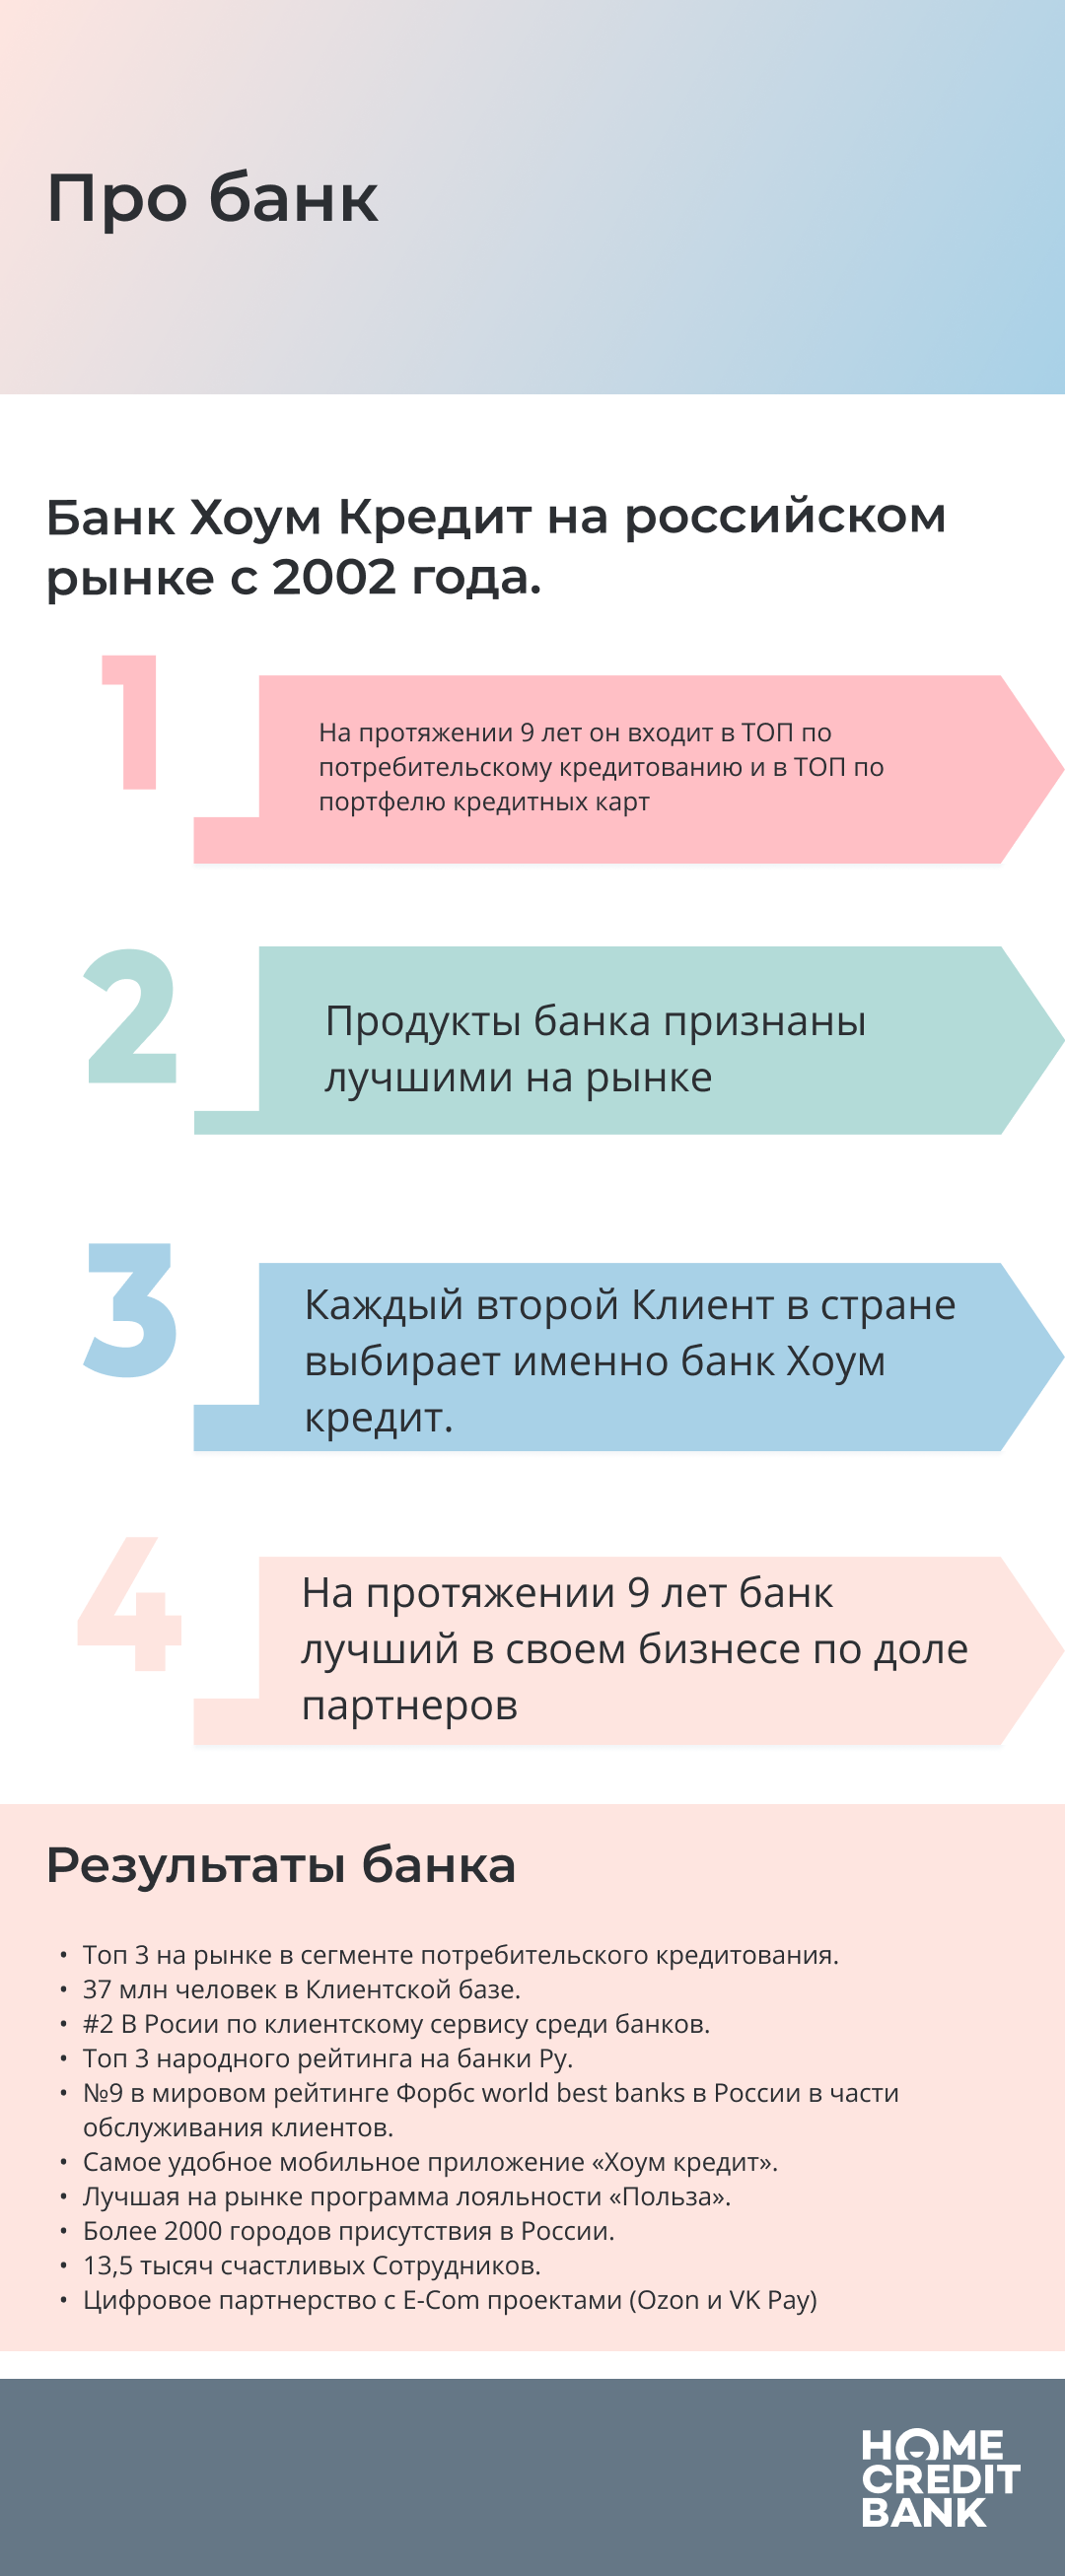 Про банк
Банк Хоум Кредит на российском
рынке с 2002 года.
1
На протяжении 9 лет он входит в ТОП по
потребительскому кредитованию и в ТОП по
портфелю кредитных карт
2
Продукты банка признаны
лучшими на рынке
3
Каждый второй Клиент в стране
выбирает именно банк Хоум
кредит.
4
На протяжении 9 лет банк
лучший в своем бизнесе по доле
партнеров
Результаты банка
• Топ 3 на рынке в сегменте потребительского кредитования.
• 37 млн человек в Клиентской базе.
• #2 В Росии по клиентскому сервису среди банков.
• Топ 3 народного рейтинга на банки Ру.
• №9 в мировом рейтинге Форбс world best banks в России в части
обслуживания клиентов.
• Самое удобное мобильное приложение «Хоум кредит».
• Лучшая на рынке программа лояльности «Польза».
• Более 2000 городов присутствия в России.
• 13,5 тысяч счастливых Сотрудников.
• Цифровое партнерство с E-Com проектами (Ozon и VK Pay)
HOME
CREDIT
BANK